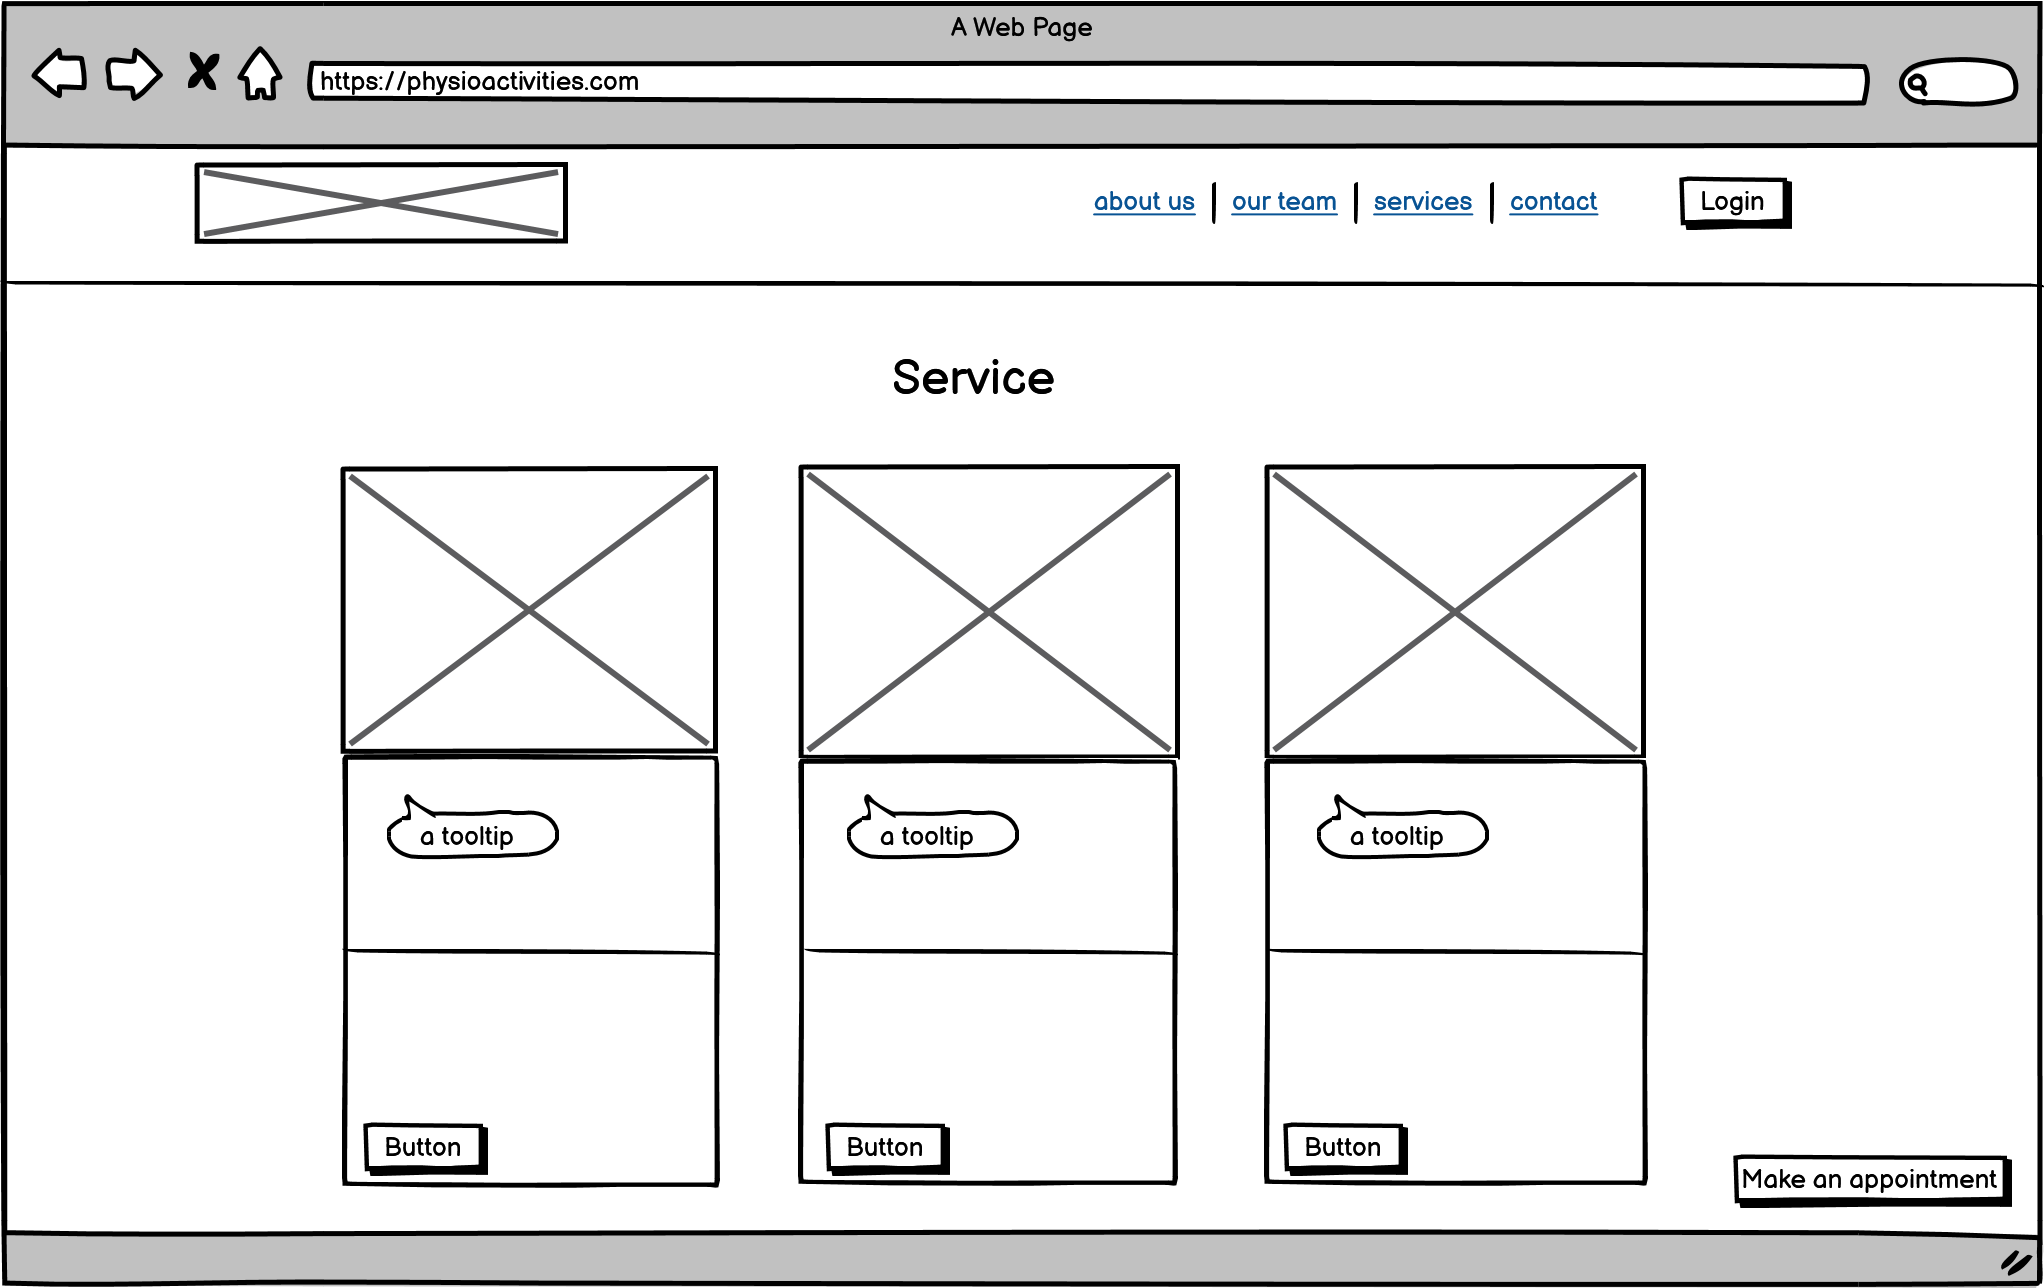 A Web Page
https://physioactivities.com
about us
our team
services
contact
Login
Service
a tooltip
a tooltip
a tooltip
Button
Button
Button
Make an appointment